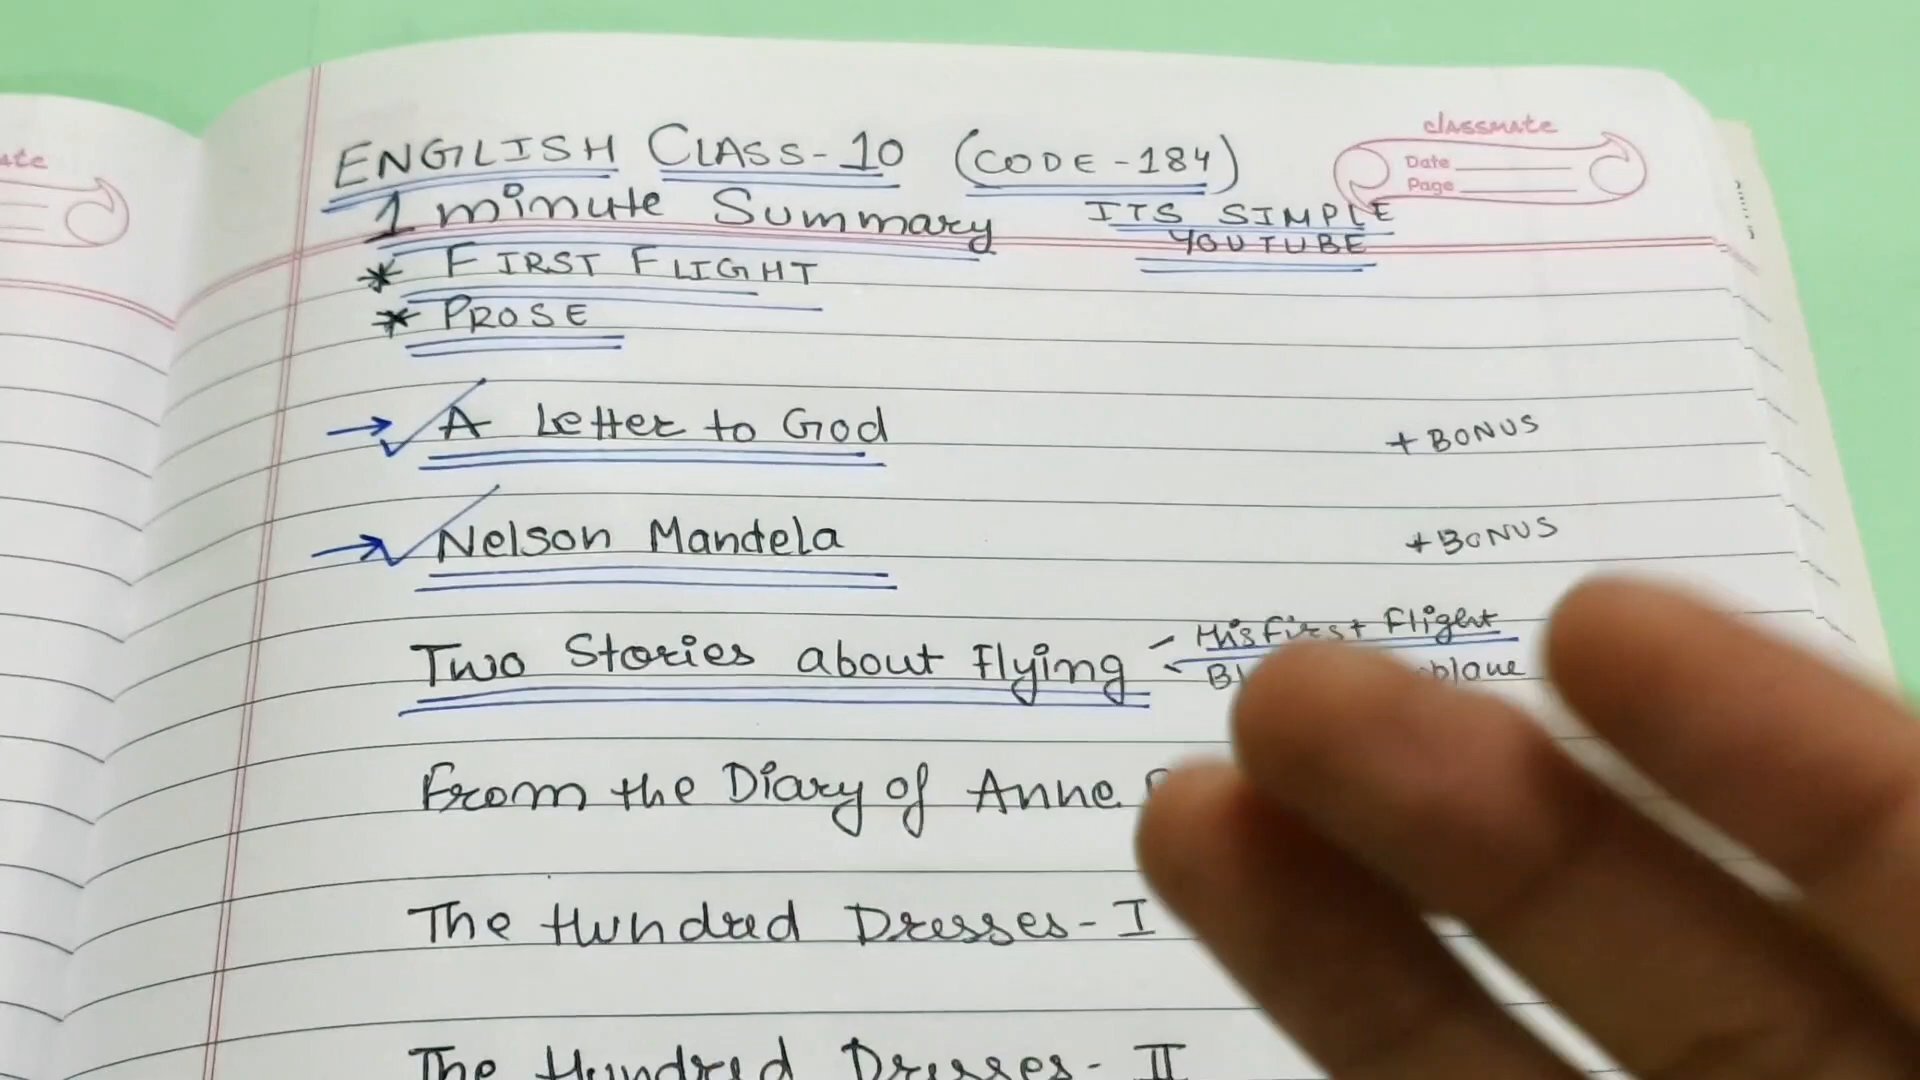 ate
classmate
Date
Page
ENGLISH CLASS-10 (CODE-184)
1 minute Summary
ITS SIMPLE
YOUTUBE
* FIRST FLIGHT
* PROSE
→ ✓ A Letter to God + BONUS
→ ✓ Nelson Mandela + BONUS
Two Stories about Flying
His First Flight
From the Diary of Anne
The Hundred Dresses - I
The Hundred Dresses - II